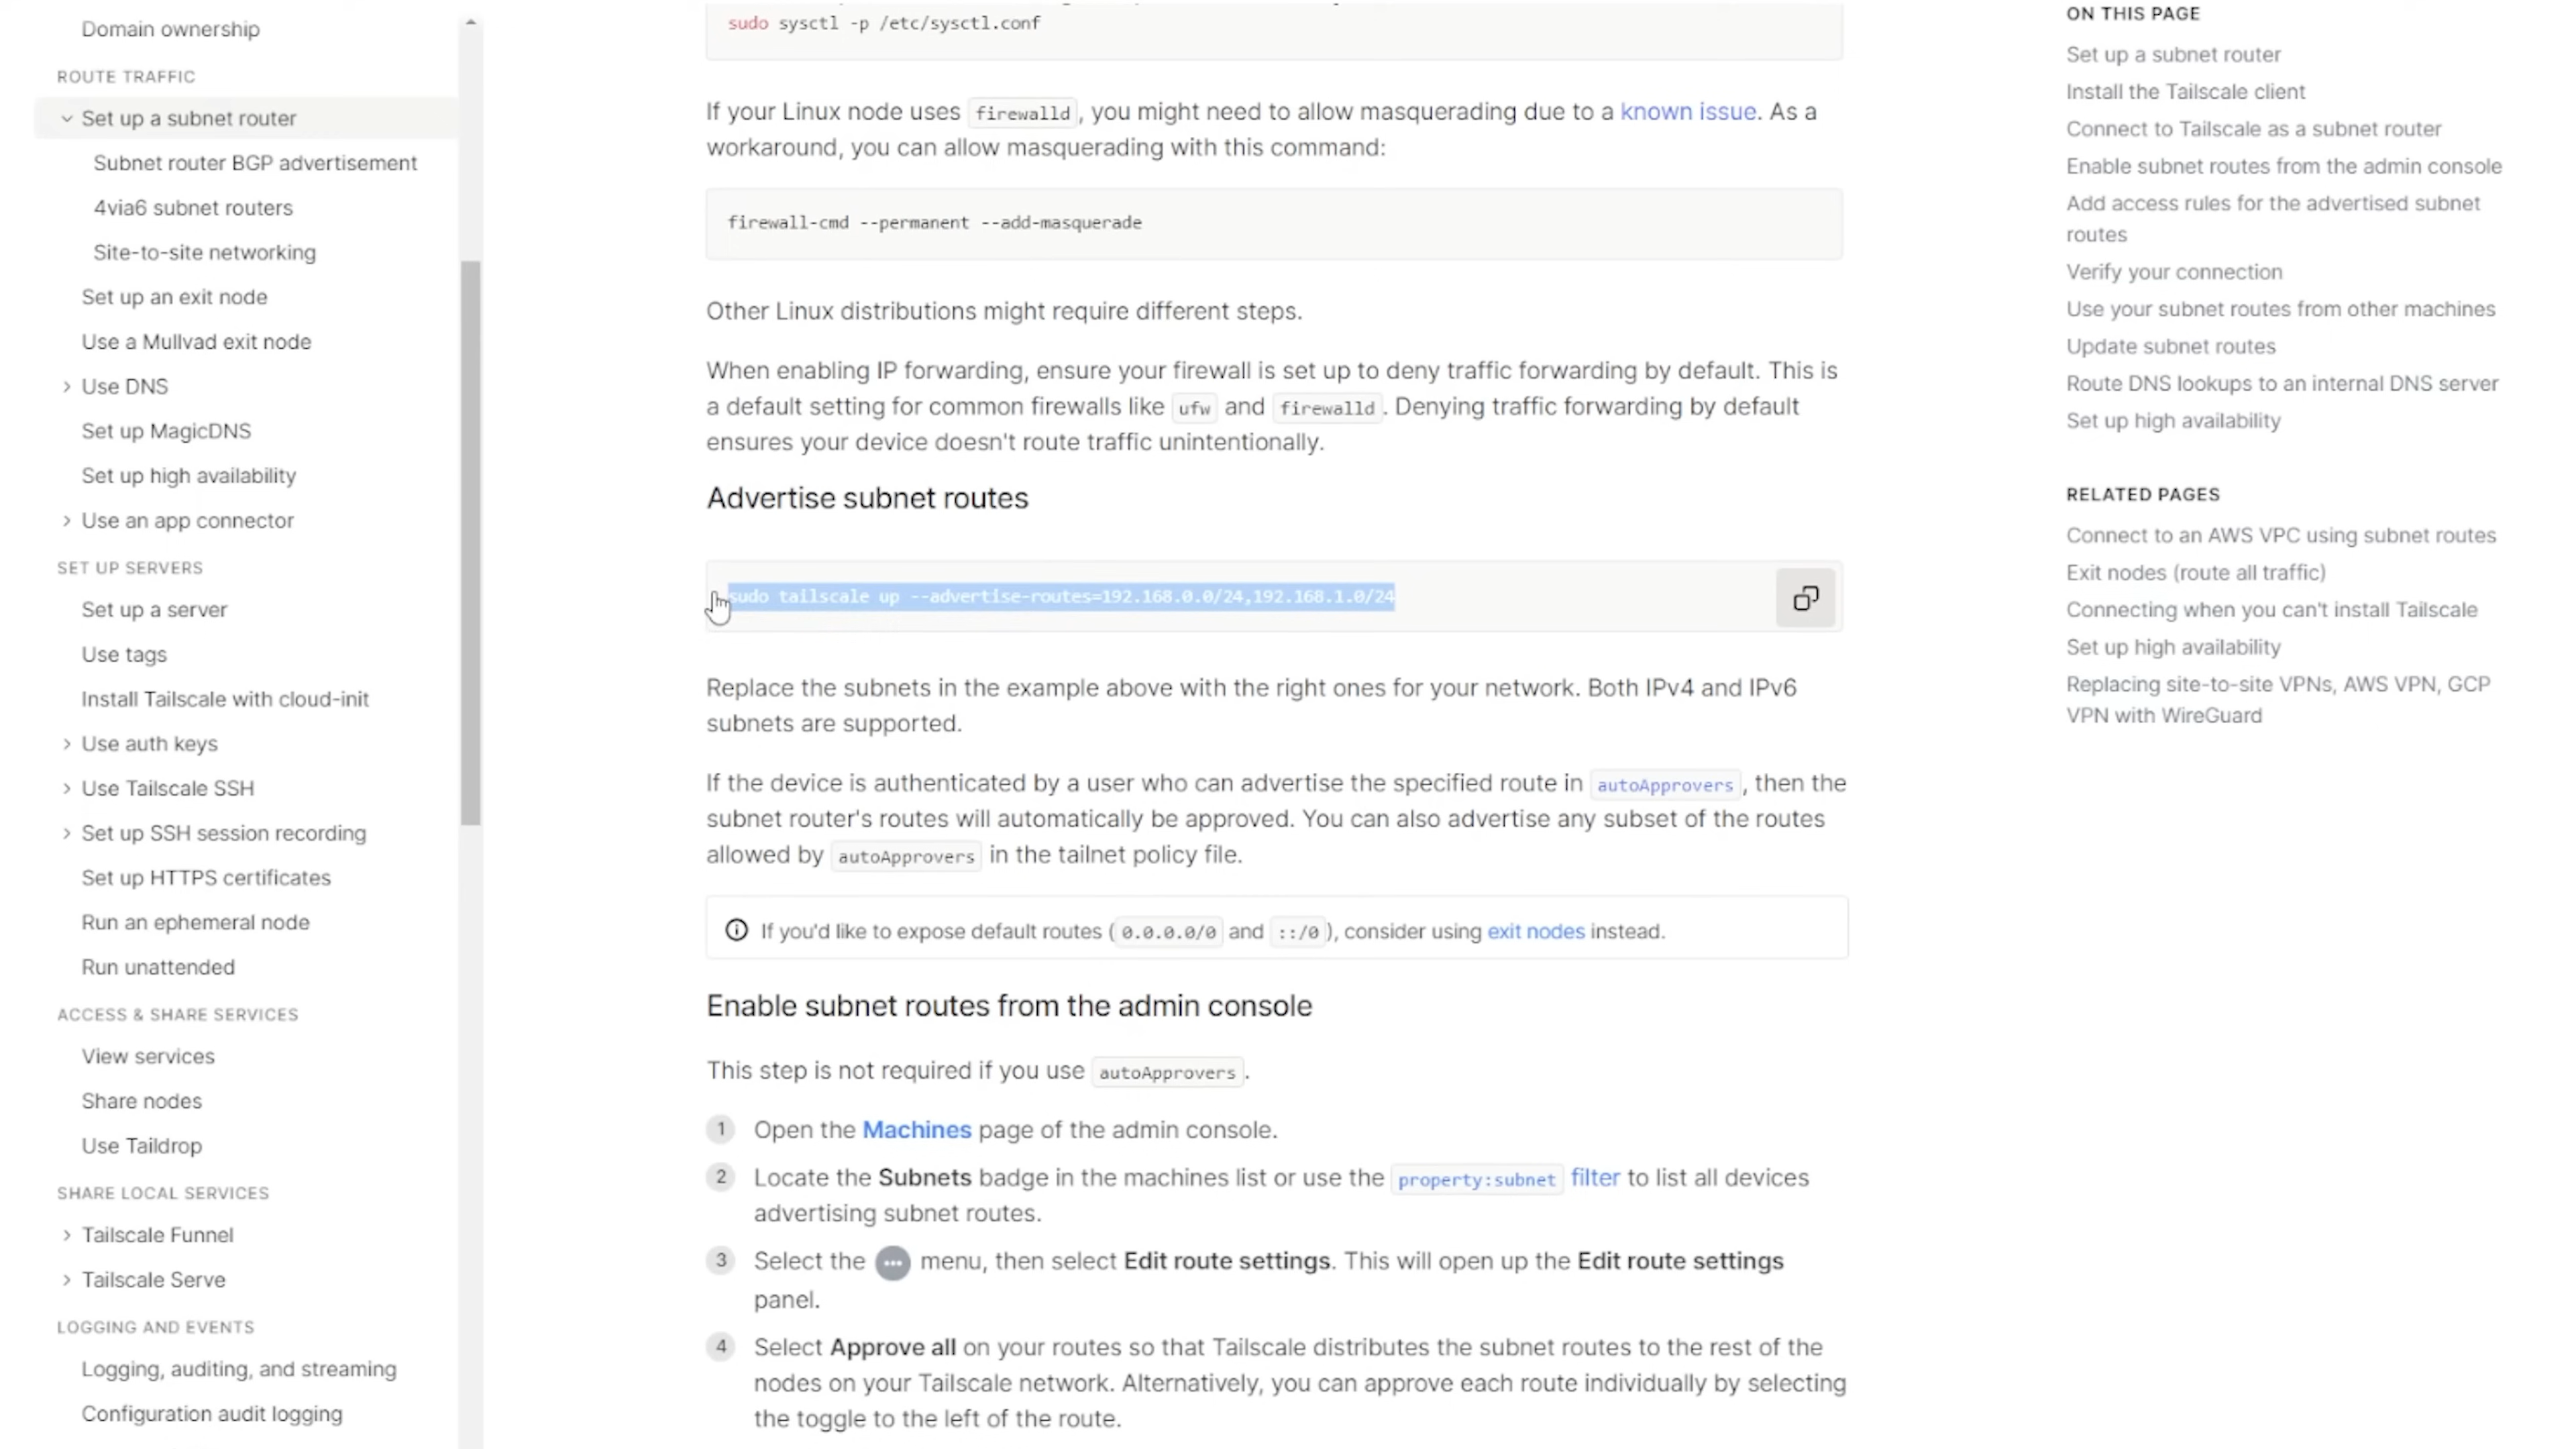 Domain ownership
ROUTE TRAFFIC
Set up a subnet router
Subnet router BGP advertisement
4via6 subnet routers
Site-to-site networking
Set up an exit node
Use a Mullvad exit node
Use DNS
Set up MagicDNS
Set up high availability
Use an app connector
SET UP SERVERS
Set up a server
Use tags
Install Tailscale with cloud-init
Use auth keys
Use Tailscale SSH
Set up SSH session recording
Set up HTTPS certificates
Run an ephemeral node
Run unattended
ACCESS & SHARE SERVICES
View services
Share nodes
Use Taildrop
SHARE LOCAL SERVICES
Tailscale Funnel
Tailscale Serve
LOGGING AND EVENTS
Logging, auditing, and streaming
Configuration audit logging
sudo sysctl -p /etc/sysctl.conf
If your Linux node uses firewalld, you might need to allow masquerading due to a known issue. As a
workaround, you can allow masquerading with this command:
firewall-cmd --permanent --add-masquerade
Other Linux distributions might require different steps.
When enabling IP forwarding, ensure your firewall is set up to deny traffic forwarding by default. This is
a default setting for common firewalls like ufw and firewalld. Denying traffic forwarding by default
ensures your device doesn't route traffic unintentionally.
Advertise subnet routes
sudo tailscale up --advertise-routes=192.168.0.0/24,192.168.1.0/24
Replace the subnets in the example above with the right ones for your network. Both IPv4 and IPv6
subnets are supported.
If the device is authenticated by a user who can advertise the specified route in autoApprovers, then the
subnet router's routes will automatically be approved. You can also advertise any subset of the routes
allowed by autoApprovers in the tailnet policy file.
If you'd like to expose default routes (0.0.0.0/0 and ::/0), consider using exit nodes instead.
Enable subnet routes from the admin console
This step is not required if you use autoApprovers.
1 Open the Machines page of the admin console.
2 Locate the Subnets badge in the machines list or use the property:subnet filter to list all devices
advertising subnet routes.
3 Select the ••• menu, then select Edit route settings. This will open up the Edit route settings
panel.
4 Select Approve all on your routes so that Tailscale distributes the subnet routes to the rest of the
nodes on your Tailscale network. Alternatively, you can approve each route individually by selecting
the toggle to the left of the route.
ON THIS PAGE
Set up a subnet router
Install the Tailscale client
Connect to Tailscale as a subnet router
Enable subnet routes from the admin console
Add access rules for the advertised subnet
routes
Verify your connection
Use your subnet routes from other machines
Update subnet routes
Route DNS lookups to an internal DNS server
Set up high availability
RELATED PAGES
Connect to an AWS VPC using subnet routes
Exit nodes (route all traffic)
Connecting when you can't install Tailscale
Set up high availability
Replacing site-to-site VPNs, AWS VPN, GCP
VPN with WireGuard